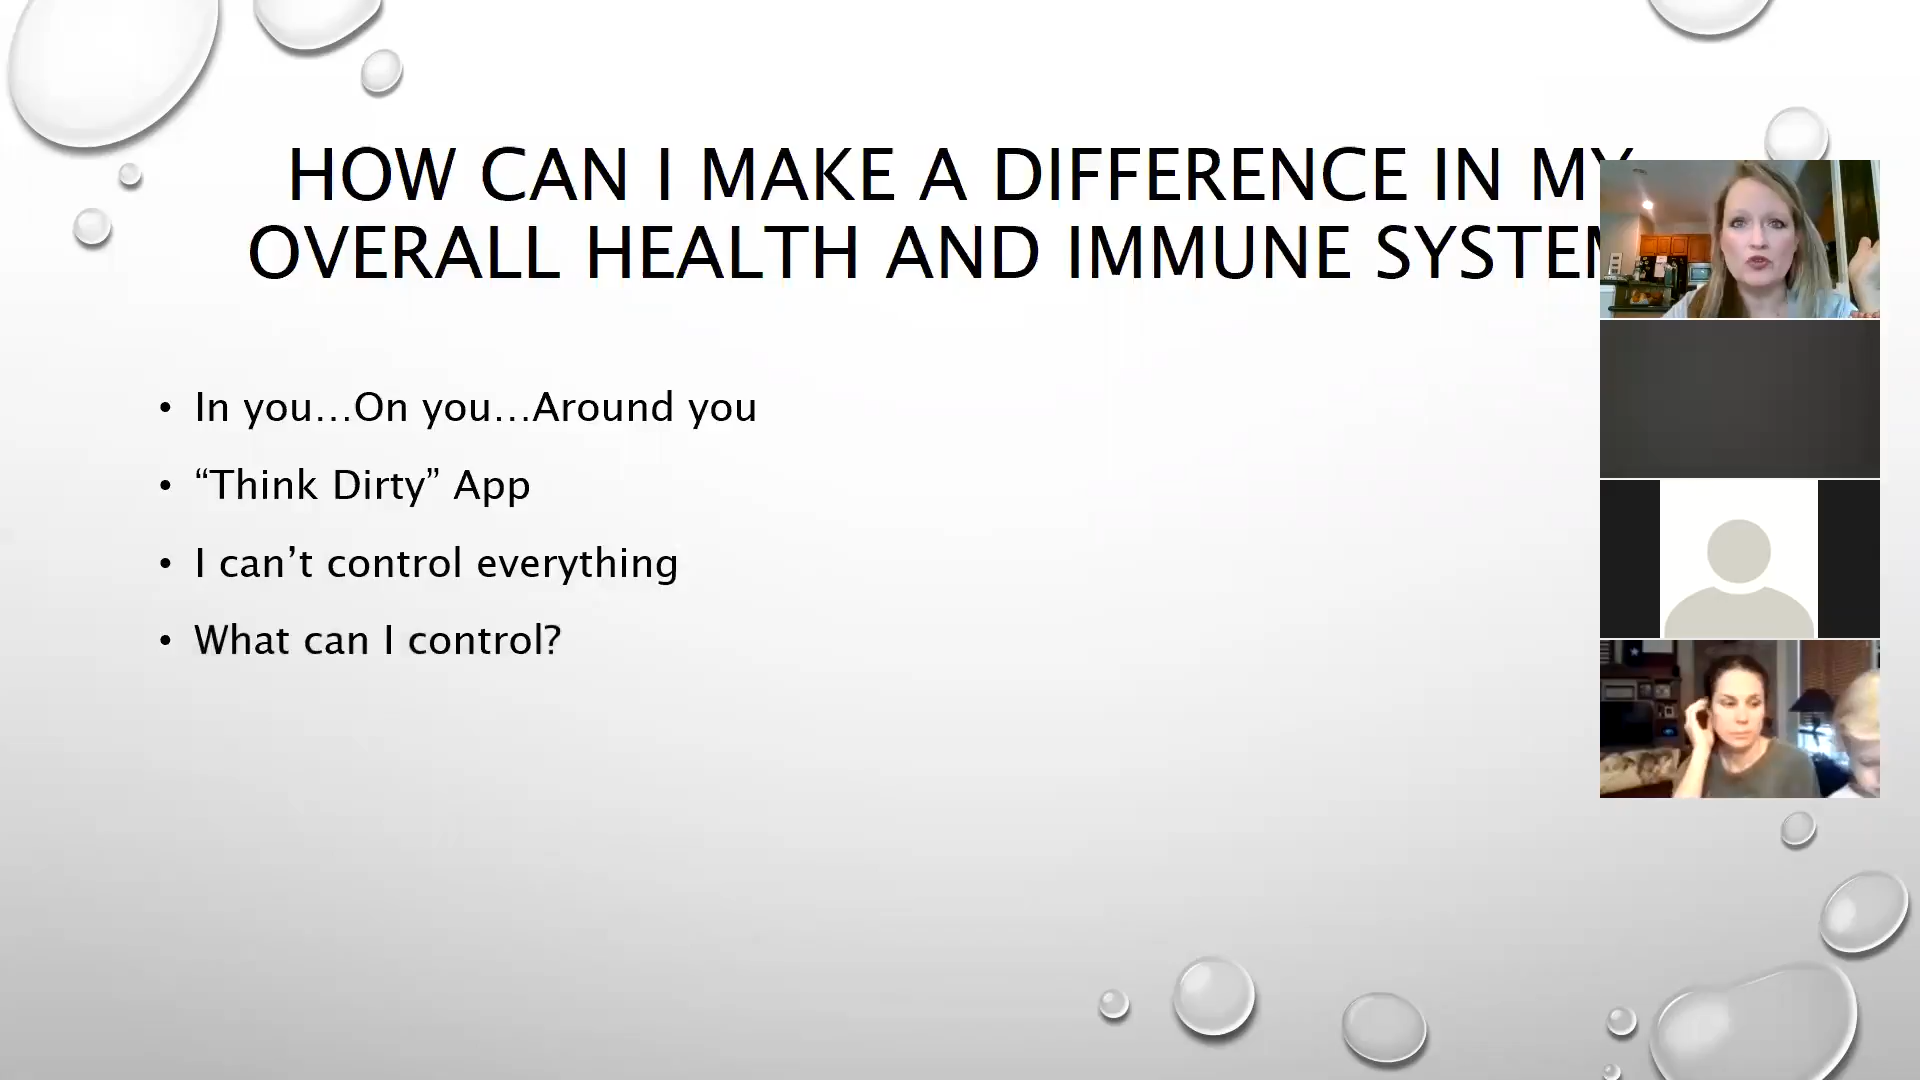 HOW CAN I MAKE A DIFFERENCE IN MY
OVERALL HEALTH AND IMMUNE SYSTEM
• In you…On you…Around you
• “Think Dirty” App
• I can’t control everything
• What can I control?